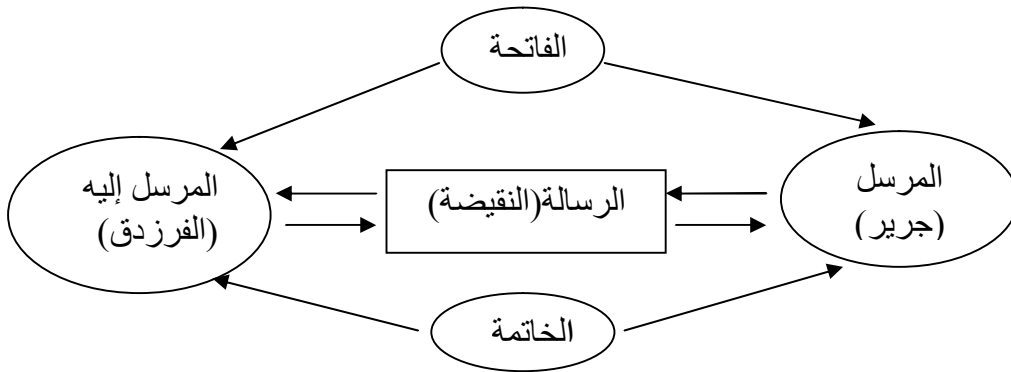 الفاتحة
المرسل
(جرير)
الرسالة(النقيضة)
المرسل إليه
(الفرزدق)
الخاتمة